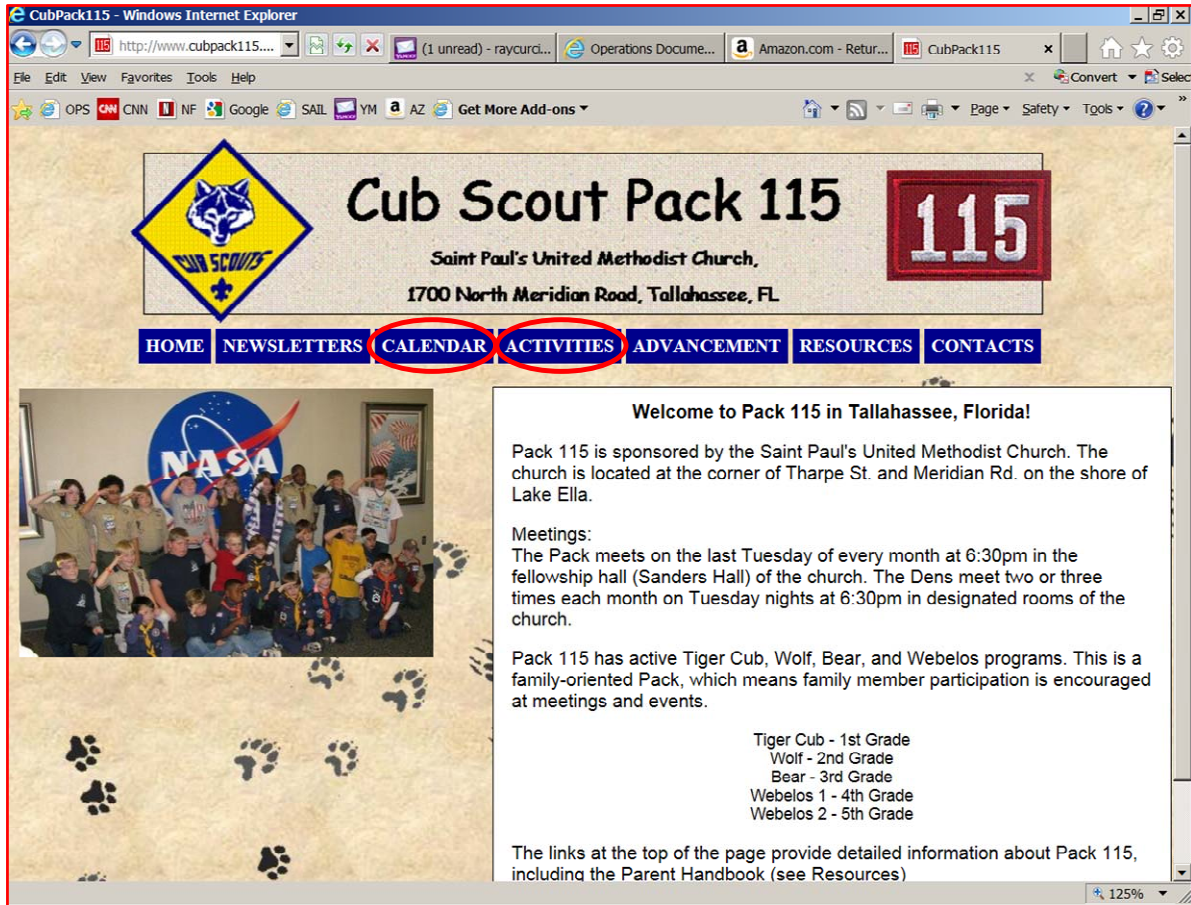 CubPack115 - Windows Internet Explorer
http://www.cubpack115....
(1 unread) - raycurci...
Operations Docume...
Amazon.com - Retur...
CubPack115
File Edit View Favorites Tools Help
Convert
Select
OPS CNN NF Google SAIL YM AZ Get More Add-ons
Page Safety Tools
Cub Scout Pack 115
CUB SCOUTS
115
Saint Paul's United Methodist Church,
1700 North Meridian Road, Tallahassee, FL
HOME NEWSLETTERS CALENDAR ACTIVITIES ADVANCEMENT RESOURCES CONTACTS
NASA
Welcome to Pack 115 in Tallahassee, Florida!
Pack 115 is sponsored by the Saint Paul's United Methodist Church. The
church is located at the corner of Tharpe St. and Meridian Rd. on the shore of
Lake Ella.
Meetings:
The Pack meets on the last Tuesday of every month at 6:30pm in the
fellowship hall (Sanders Hall) of the church. The Dens meet two or three
times each month on Tuesday nights at 6:30pm in designated rooms of the
church.
Pack 115 has active Tiger Cub, Wolf, Bear, and Webelos programs. This is a
family-oriented Pack, which means family member participation is encouraged
at meetings and events.
Tiger Cub - 1st Grade
Wolf - 2nd Grade
Bear - 3rd Grade
Webelos 1 - 4th Grade
Webelos 2 - 5th Grade
The links at the top of the page provide detailed information about Pack 115,
including the Parent Handbook (see Resources)
125%